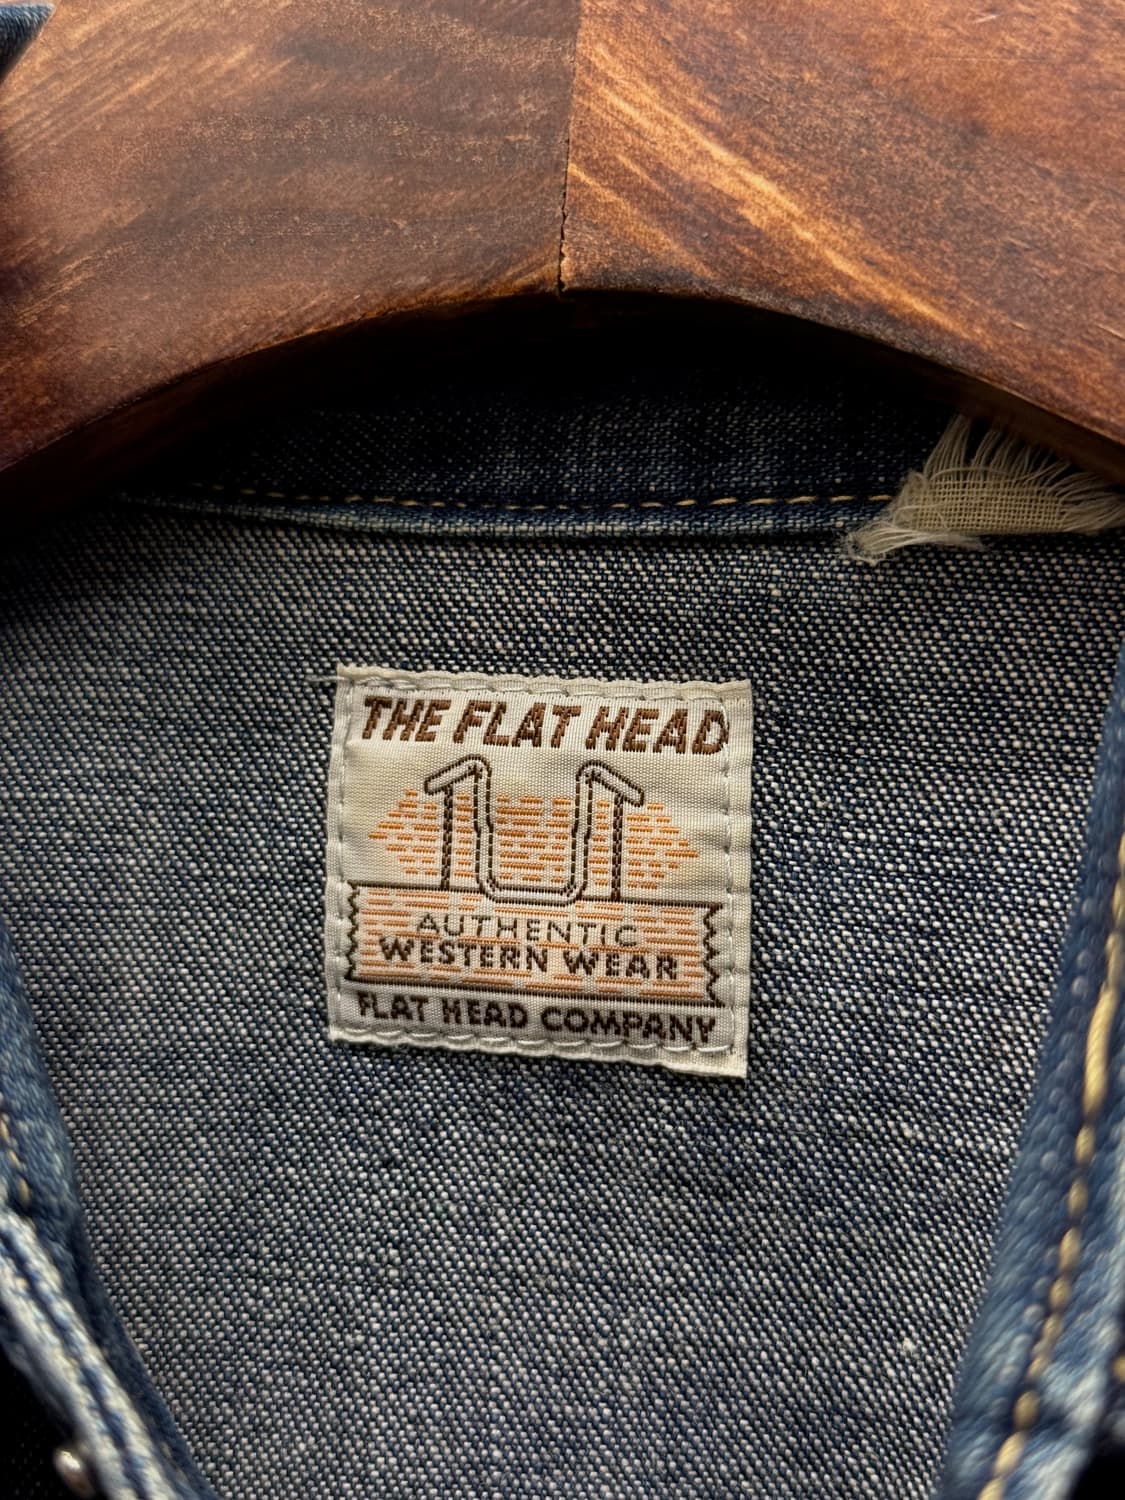 THE FLAT HEAD
AUTHENTIC
WESTERN WEAR
FLAT HEAD COMPANY